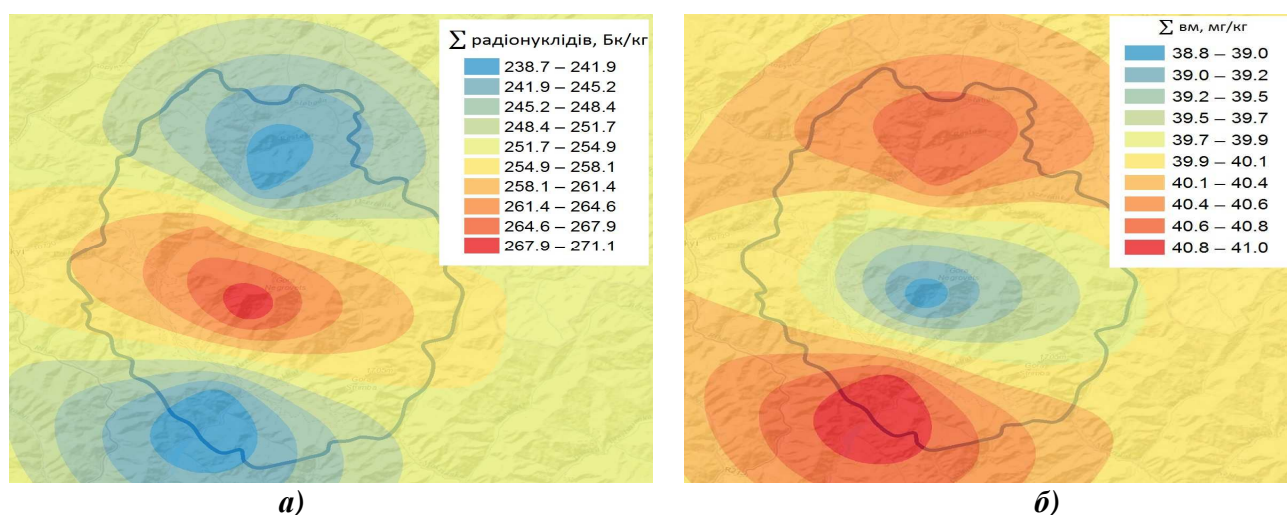 ∑ радіонуклідів, Бк/кг
238.7 – 241.9
241.9 – 245.2
245.2 – 248.4
248.4 – 251.7
251.7 – 254.9
254.9 – 258.1
258.1 – 261.4
261.4 – 264.6
264.6 – 267.9
267.9 – 271.1
а)
∑ вм, мг/кг
38.8 – 39.0
39.0 – 39.2
39.2 – 39.5
39.5 – 39.7
39.7 – 39.9
39.9 – 40.1
40.1 – 40.4
40.4 – 40.6
40.6 – 40.8
40.8 – 41.0
б)